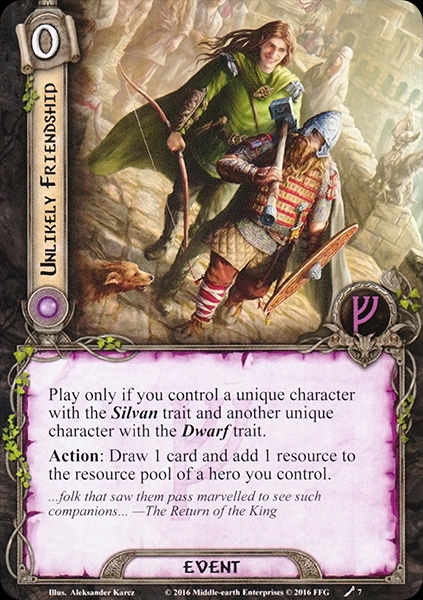 0
Unlikely Friendship
Play only if you control a unique character
with the Silvan trait and another unique
character with the Dwarf trait.
Action: Draw 1 card and add 1 resource to
the resource pool of a hero you control.
...folk that saw them pass marvelled to see such
companions... —The Return of the King
Event
Illus. Aleksander Karcz © 2016 Middle-earth Enterprises © 2016 FFG 7